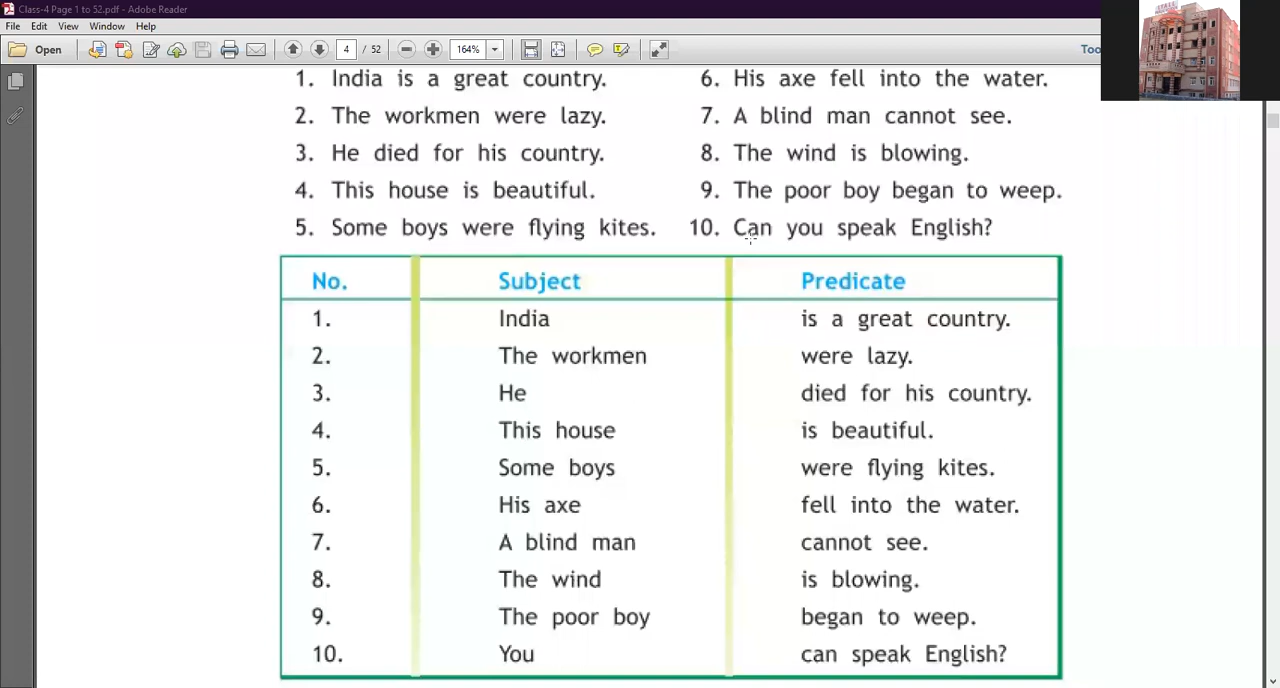 Class-4 Page 1 to 52.pdf - Adobe Reader
File Edit View Window Help
Open 4 / 52 164% Too
1. India is a great country.
2. The workmen were lazy.
3. He died for his country.
4. This house is beautiful.
5. Some boys were flying kites.
6. His axe fell into the water.
7. A blind man cannot see.
8. The wind is blowing.
9. The poor boy began to weep.
10. Can you speak English?
No. Subject Predicate
1. India is a great country.
2. The workmen were lazy.
3. He died for his country.
4. This house is beautiful.
5. Some boys were flying kites.
6. His axe fell into the water.
7. A blind man cannot see.
8. The wind is blowing.
9. The poor boy began to weep.
10. You can speak English?